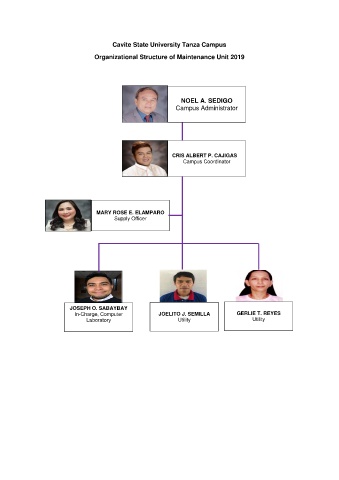 Cavite State University Tanza Campus
Organizational Structure of Maintenance Unit 2019
NOEL A. SEDIGO
Campus Administrator
CRIS ALBERT P. CAJIGAS
Campus Coordinator
MARY ROSE E. ELAMPARO
Supply Officer
JOSEPH O. SABAYBAY
In-Charge, Computer
Laboratory
JOELITO J. SEMILLA
Utility
GERLIE T. REYES
Utility